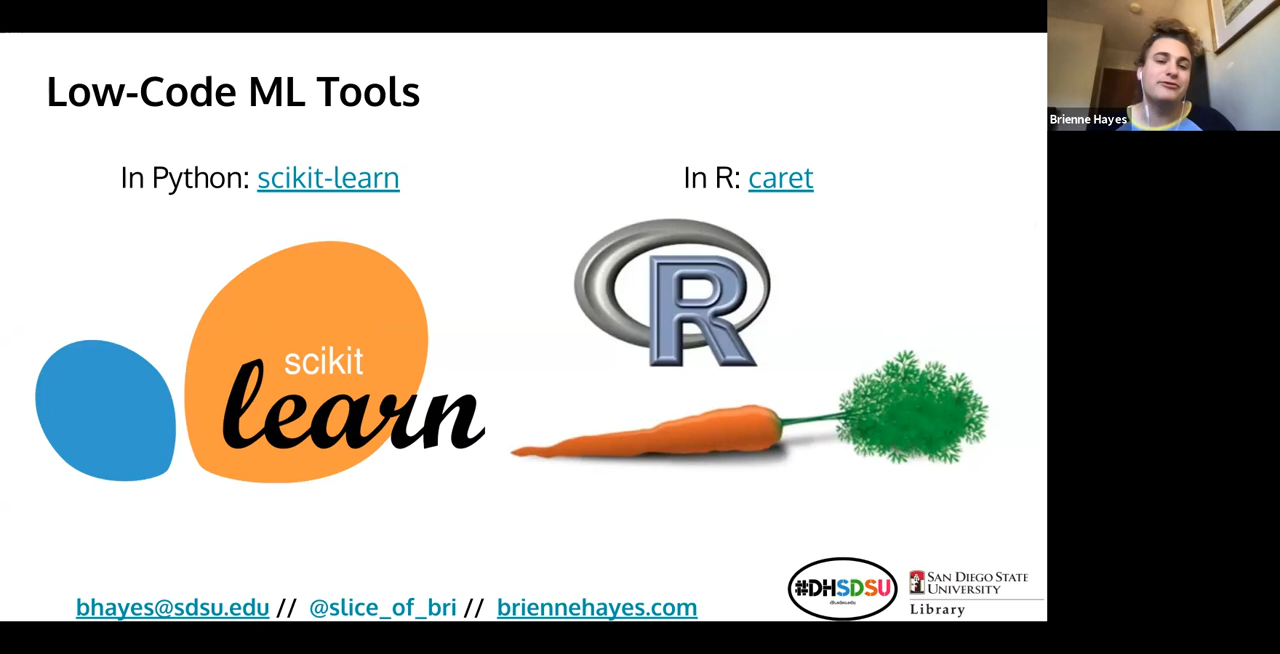 Low-Code ML Tools
In Python: scikit-learn
In R: caret
scikit
learn
R
#DHSDSU
SAN DIEGO STATE
UNIVERSITY
Library
bhayes@sdsu.edu // @slice_of_bri // briennehayes.com
Brienne Hayes